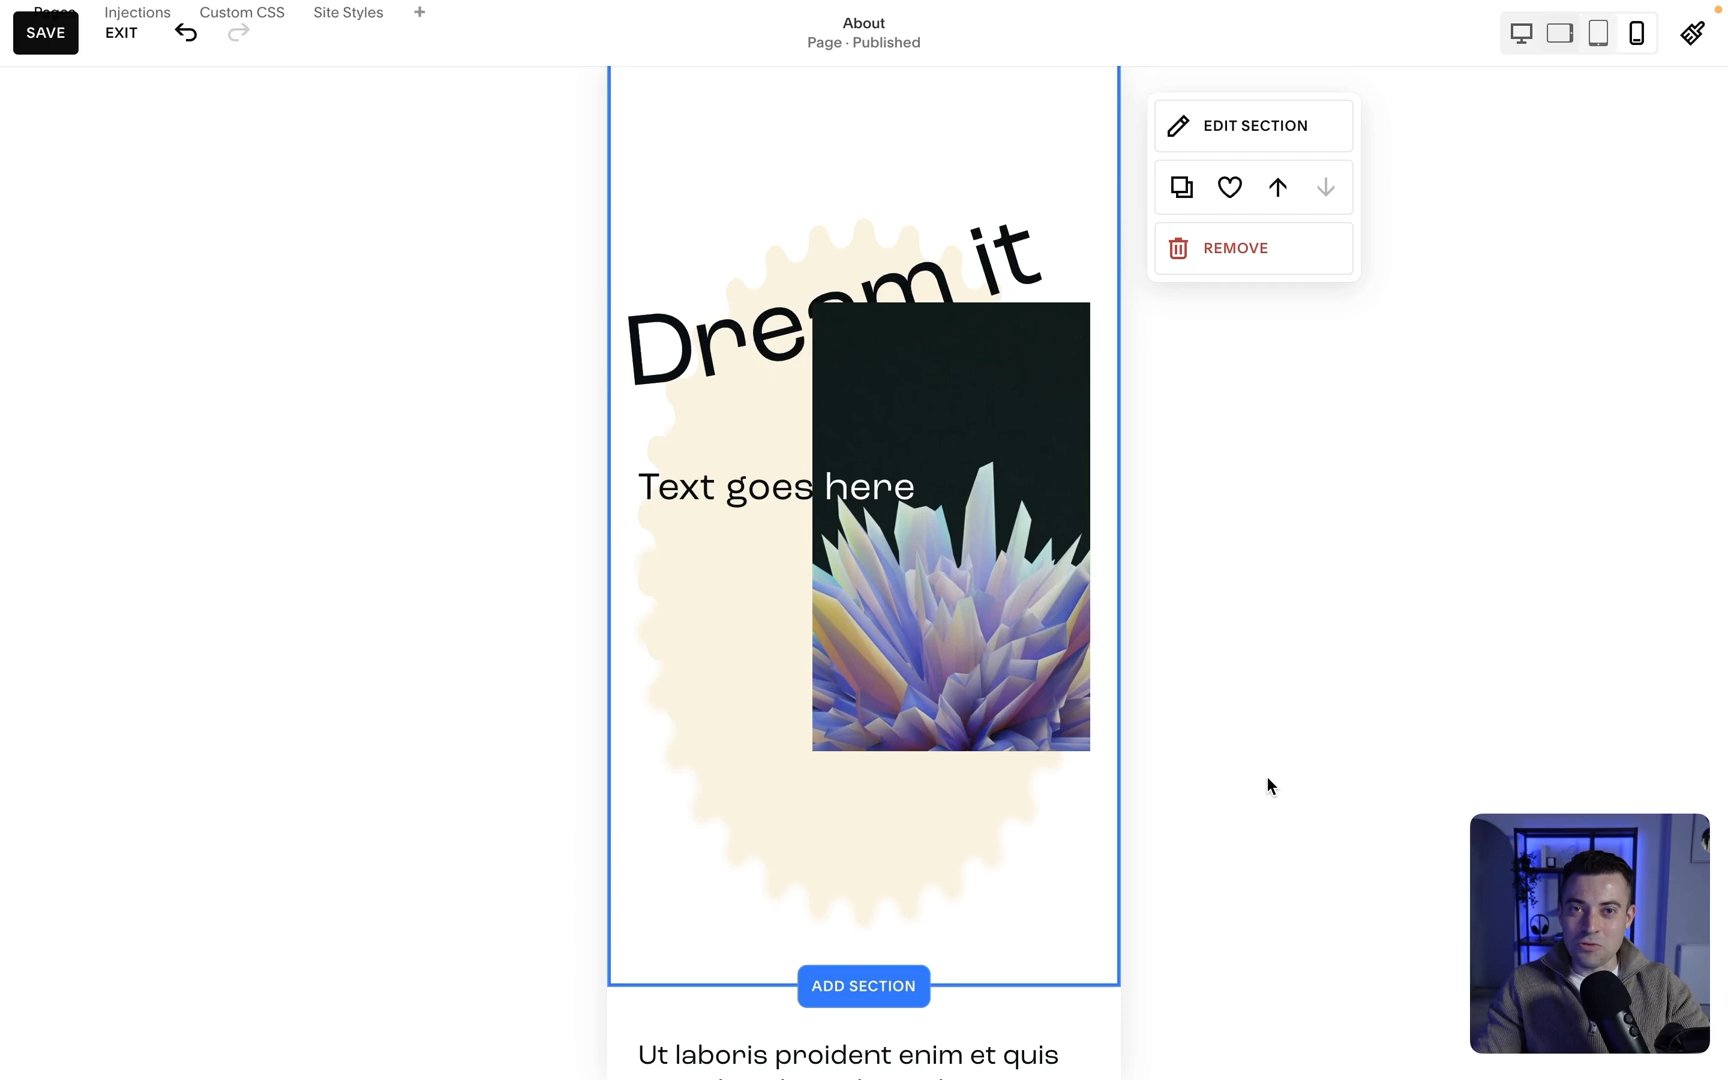 Pages Injections Custom CSS Site Styles +
SAVE EXIT
About
Page · Published
EDIT SECTION
REMOVE
Dream it
Text goes here
ADD SECTION
Ut laboris proident enim et quis